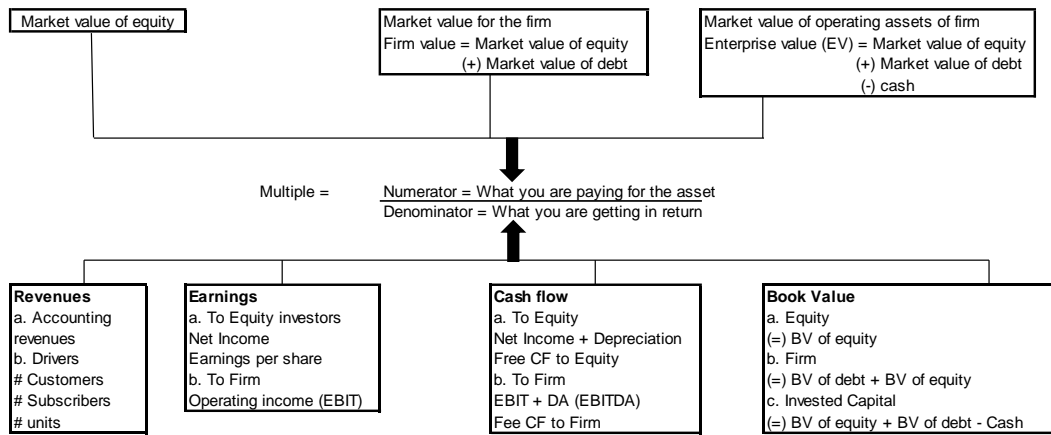 Market value of equity
Market value for the firm
Firm value = Market value of equity
(+) Market value of debt
Market value of operating assets of firm
Enterprise value (EV) = Market value of equity
(+) Market value of debt
(-) cash
Multiple =
Numerator = What you are paying for the asset
Denominator = What you are getting in return
Revenues
a. Accounting
revenues
b. Drivers
# Customers
# Subscribers
# units
Earnings
a. To Equity investors
Net Income
Earnings per share
b. To Firm
Operating income (EBIT)
Cash flow
a. To Equity
Net Income + Depreciation
Free CF to Equity
b. To Firm
EBIT + DA (EBITDA)
Fee CF to Firm
Book Value
a. Equity
(=) BV of equity
b. Firm
(=) BV of debt + BV of equity
c. Invested Capital
(=) BV of equity + BV of debt - Cash